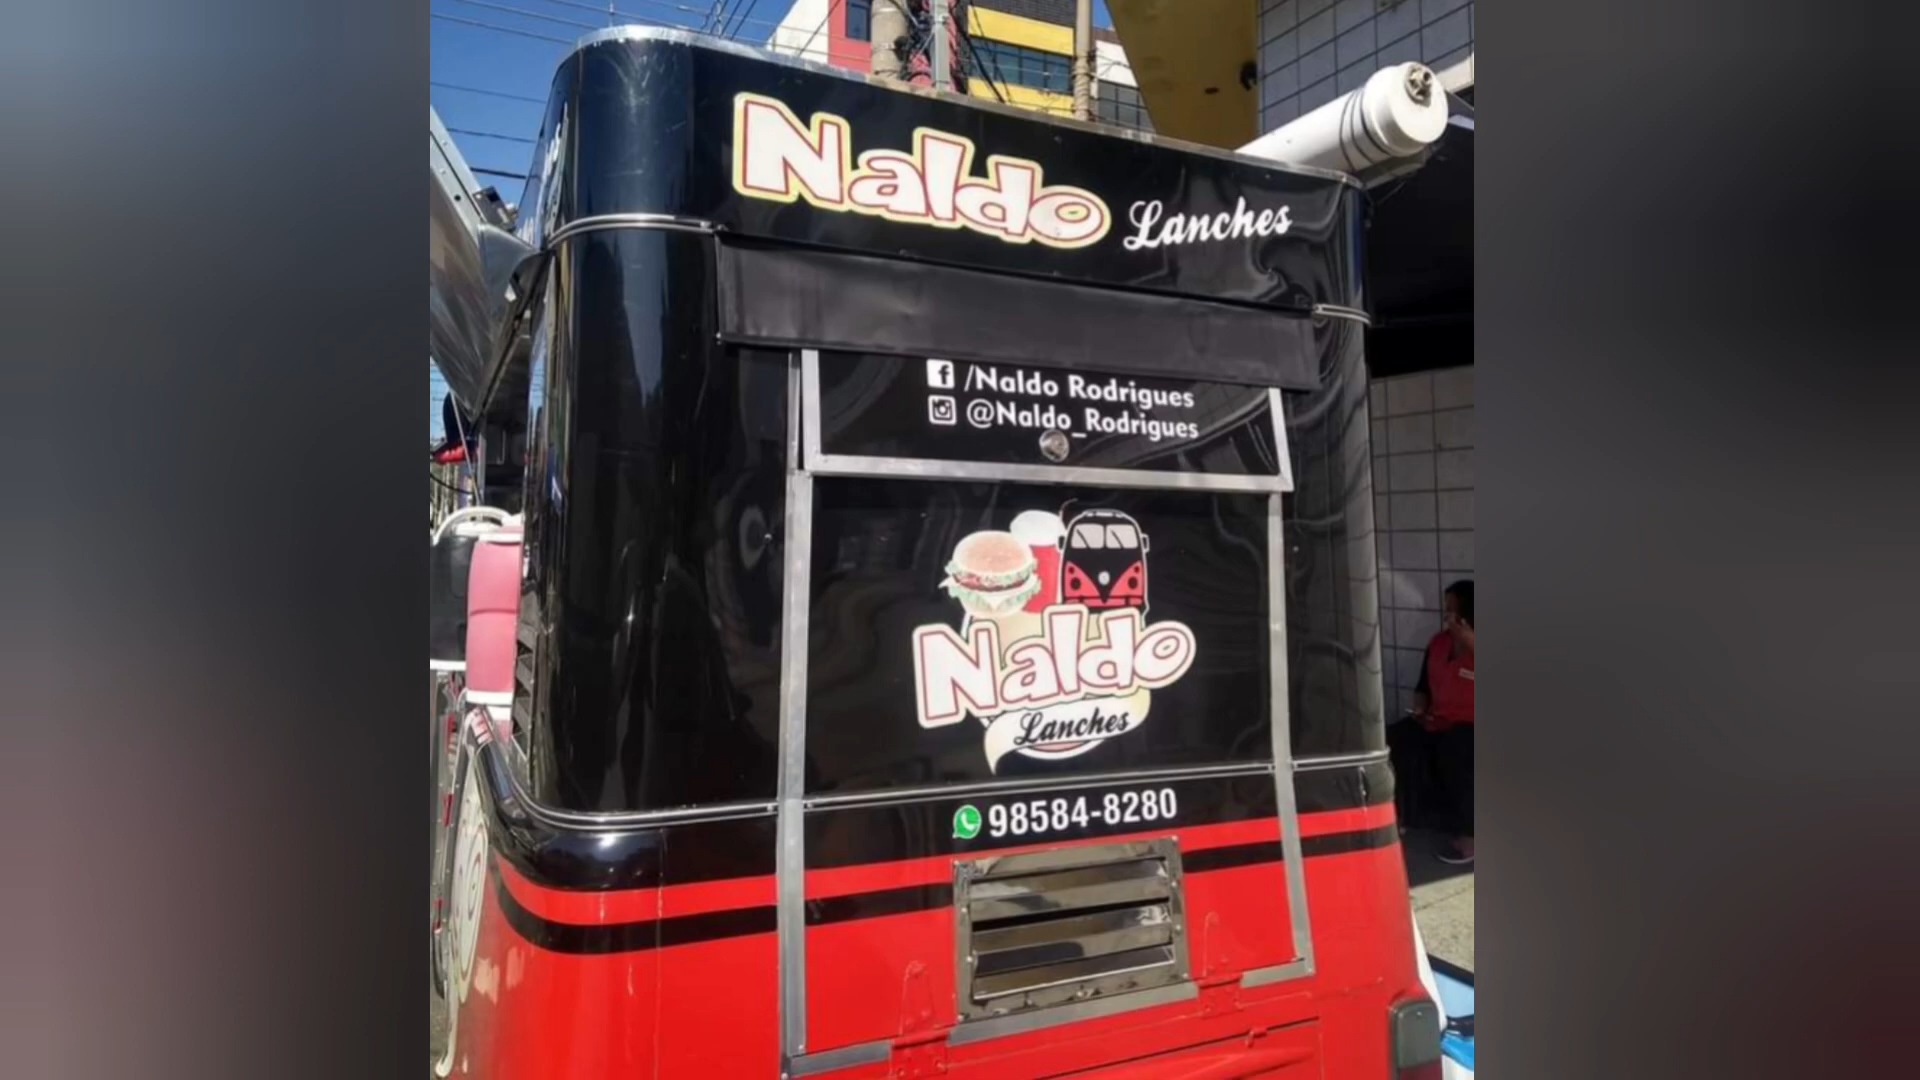 Naldo Lanches
/Naldo Rodrigues
@Naldo_Rodrigues
Naldo
Lanches
98584-8280